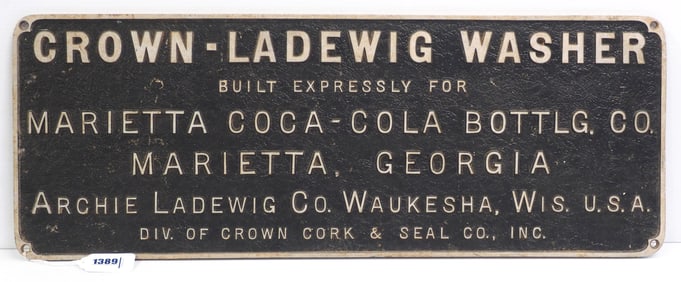 CROWN-LADEWIG WASHER
BUILT EXPRESSLY FOR
MARIETTA COCA-COLA BOTTLG. CO.
MARIETTA, GEORGIA
ARCHIE LADEWIG CO. WAUKESHA, WIS. U.S.A.
DIV. OF CROWN CORK & SEAL CO., INC.
1389